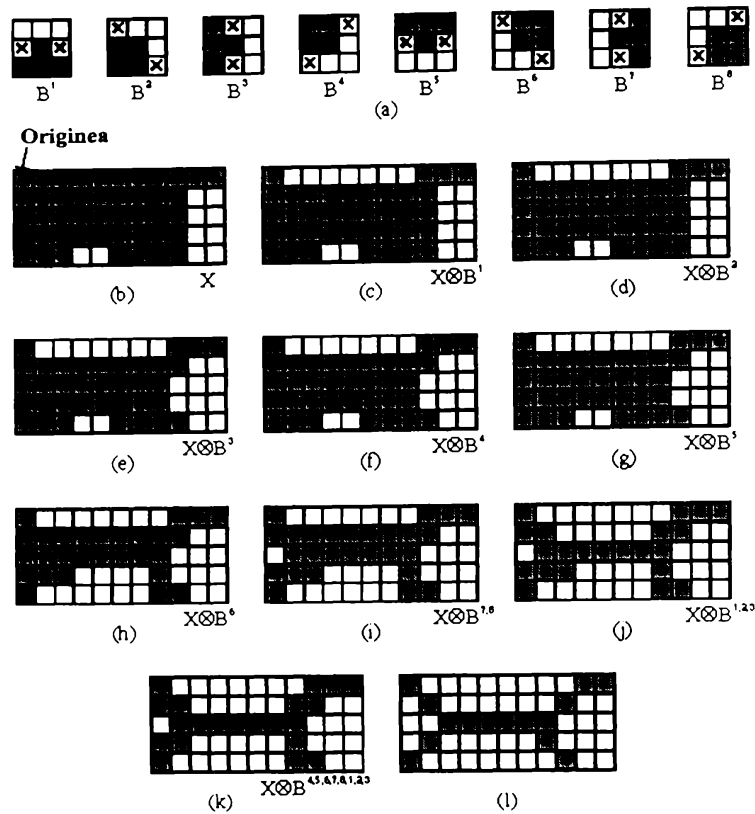 B¹ B² B³ B⁴ B⁵ B⁶ B⁷ B⁸
(a)
Originea
(b) X
(c) X⊗B¹
(d) X⊗B²
(e) X⊗B³
(f) X⊗B⁴
(g) X⊗B⁵
(h) X⊗B⁶
(i) X⊗B⁷,⁸
(j) X⊗B¹,²,³
(k) X⊗B⁴,⁵,⁶,⁷,⁸,¹,²,³
(l)